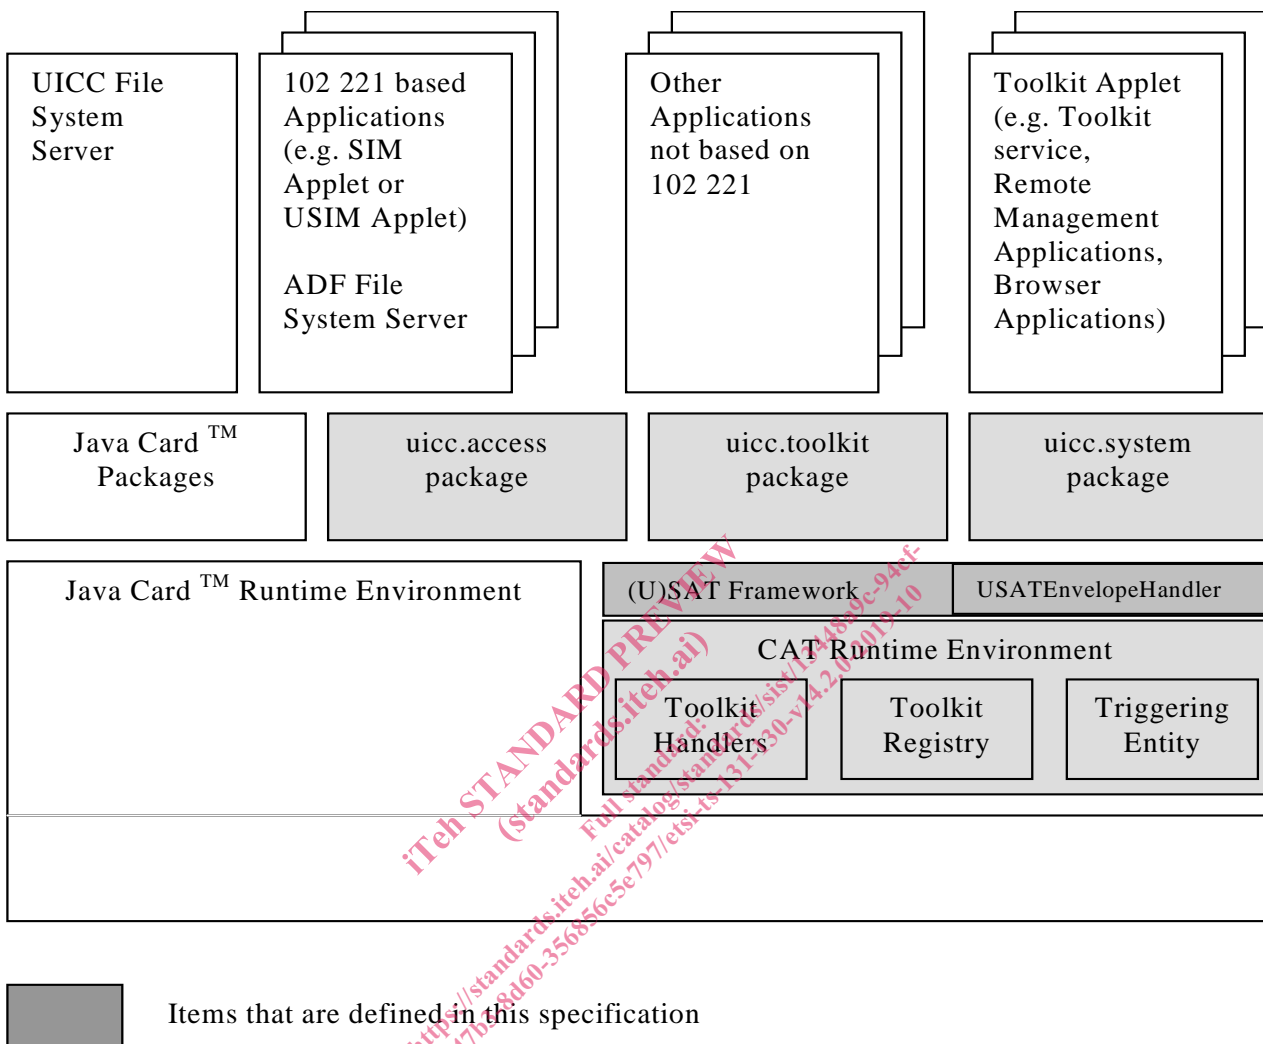 UICC File
System
Server
102 221 based
Applications
(e.g. SIM
Applet or
USIM Applet)
ADF File
System Server
Other
Applications
not based on
102 221
Toolkit Applet
(e.g. Toolkit
service,
Remote
Management
Applications,
Browser
Applications)
Java Card TM
Packages
uicc.access
package
uicc.toolkit
package
uicc.system
package
Java Card TM Runtime Environment
(U)SAT Framework
USATEnvelopeHandler
CAT Runtime Environment
Toolkit
Handlers
Toolkit
Registry
Triggering
Entity
iTeh STANDARD PREVIEW
(standards.iteh.ai)
Full standard:
Items that are defined in this specification